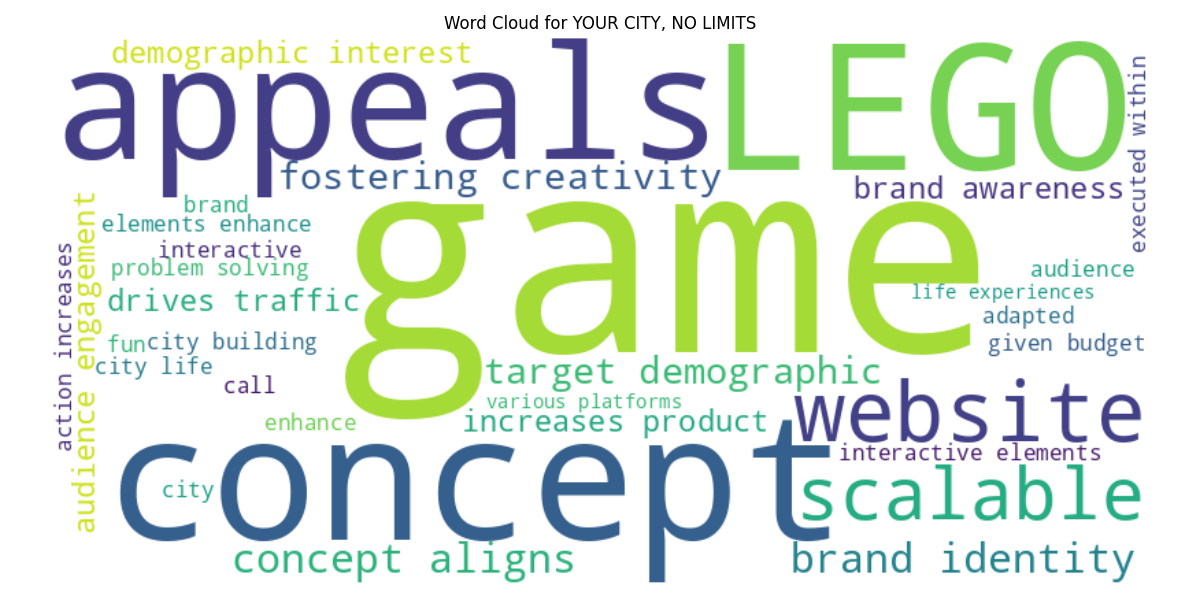 Word Cloud for YOUR CITY, NO LIMITS
demographic interest
appeals
LEGO
executed within
fostering creativity
brand awareness
brand
elements enhance
interactive
problem solving
drives traffic
game
audience
life experiences
adapted
given budget
audience engagement
action increases
fun
city building
city life
call
target demographic
various platforms
increases product
enhance
website
interactive elements
concept
city
scalable
concept aligns
brand identity